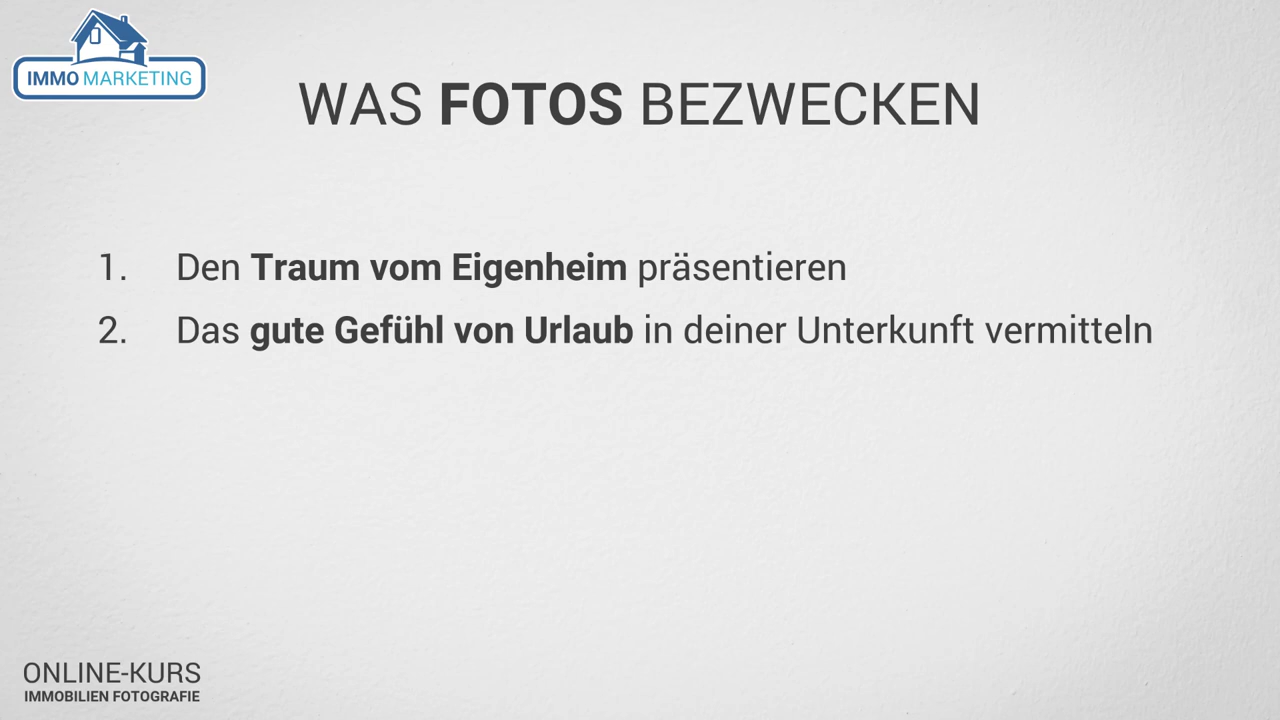 IMMO MARKETING
WAS FOTOS BEZWECKEN
1. Den Traum vom Eigenheim präsentieren
2. Das gute Gefühl von Urlaub in deiner Unterkunft vermitteln
ONLINE-KURS
IMMOBILIEN FOTOGRAFIE